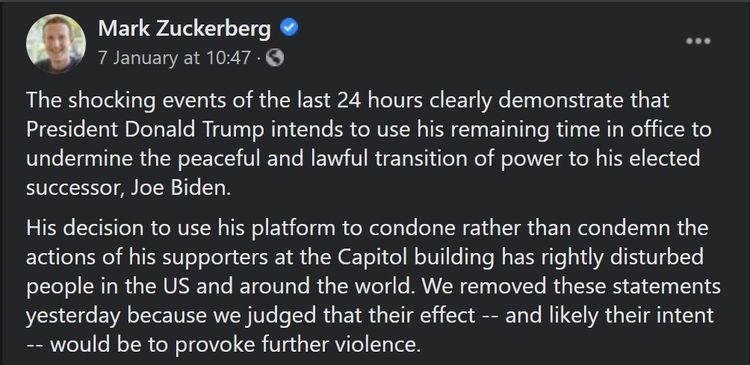 Mark Zuckerberg
7 January at 10:47 ·
The shocking events of the last 24 hours clearly demonstrate that
President Donald Trump intends to use his remaining time in office to
undermine the peaceful and lawful transition of power to his elected
successor, Joe Biden.
His decision to use his platform to condone rather than condemn the
actions of his supporters at the Capitol building has rightly disturbed
people in the US and around the world. We removed these statements
yesterday because we judged that their effect -- and likely their intent
-- would be to provoke further violence.